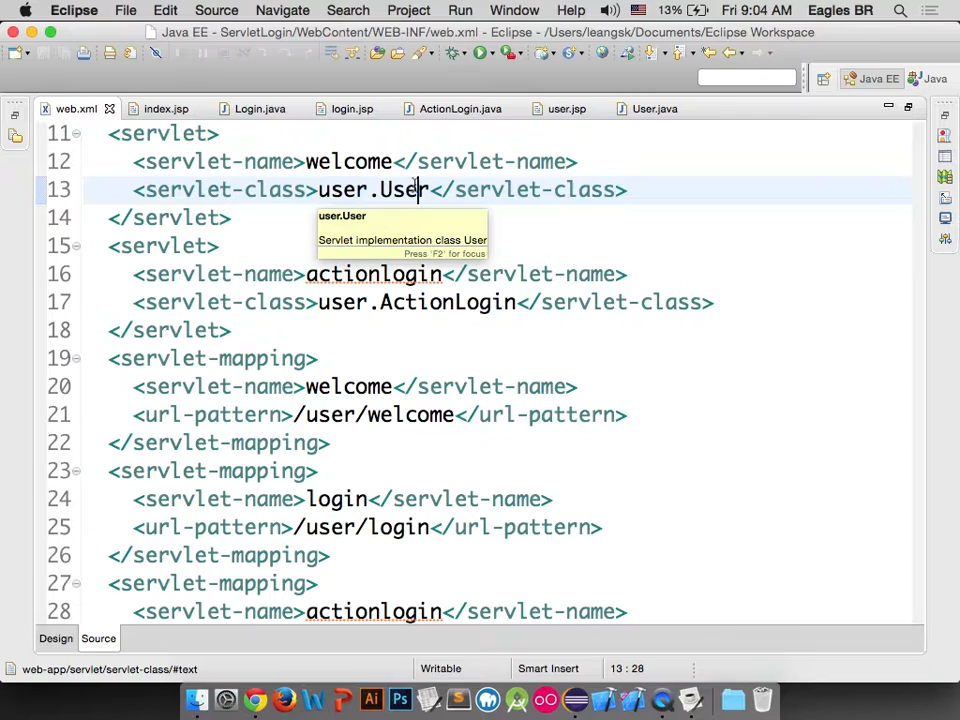 Eclipse File Edit Source Navigate Search Project Run Window Help 13% Fri 9:04 AM Eagles BR
Java EE - ServletLogin/WebContent/WEB-INF/web.xml - Eclipse - /Users/leangsk/Documents/Eclipse Workspace
Java EE Java
web.xml index.jsp Login.java login.jsp ActionLogin.java user.jsp User.java
11 <servlet>
12 <servlet-name>welcome</servlet-name>
13 <servlet-class>user.User</servlet-class>
14 </servlet>
user.User
15 <servlet>
Servlet implementation class User
Press 'F2' for focus
16 <servlet-name>actionlogin</servlet-name>
17 <servlet-class>user.ActionLogin</servlet-class>
18 </servlet>
19 <servlet-mapping>
20 <servlet-name>welcome</servlet-name>
21 <url-pattern>/user/welcome</url-pattern>
22 </servlet-mapping>
23 <servlet-mapping>
24 <servlet-name>login</servlet-name>
25 <url-pattern>/user/login</url-pattern>
26 </servlet-mapping>
27 <servlet-mapping>
28 <servlet-name>actionlogin</servlet-name>
Design Source
web-app/servlet/servlet-class/#text Writable Smart Insert 13 : 28
Ai Ps